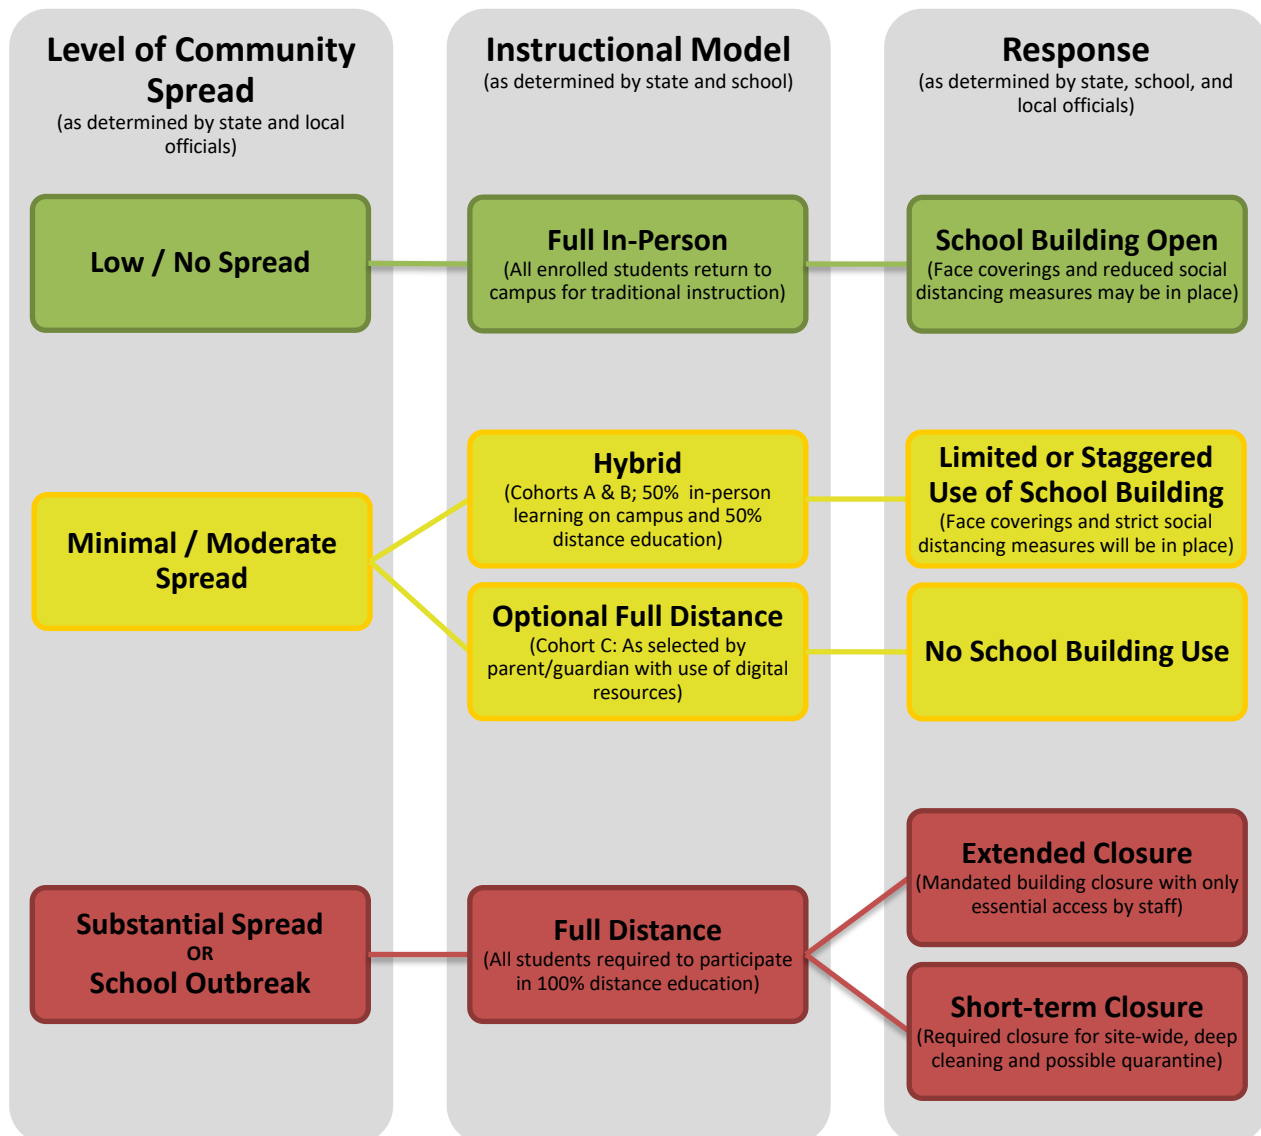 Level of Community
Spread
(as determined by state and local
officials)
Low / No Spread
Minimal / Moderate
Spread
Substantial Spread
OR
School Outbreak
Instructional Model
(as determined by state and school)
Full In-Person
(All enrolled students return to
campus for traditional instruction)
Hybrid
(Cohorts A & B; 50% in-person
learning on campus and 50%
distance education)
Optional Full Distance
(Cohort C: As selected by
parent/guardian with use of digital
resources)
Full Distance
(All students required to participate
in 100% distance education)
Response
(as determined by state, school, and
local officials)
School Building Open
(Face coverings and reduced social
distancing measures may be in place)
Limited or Staggered
Use of School Building
(Face coverings and strict social
distancing measures will be in place)
No School Building Use
Extended Closure
(Mandated building closure with only
essential access by staff)
Short-term Closure
(Required closure for site-wide, deep
cleaning and possible quarantine)